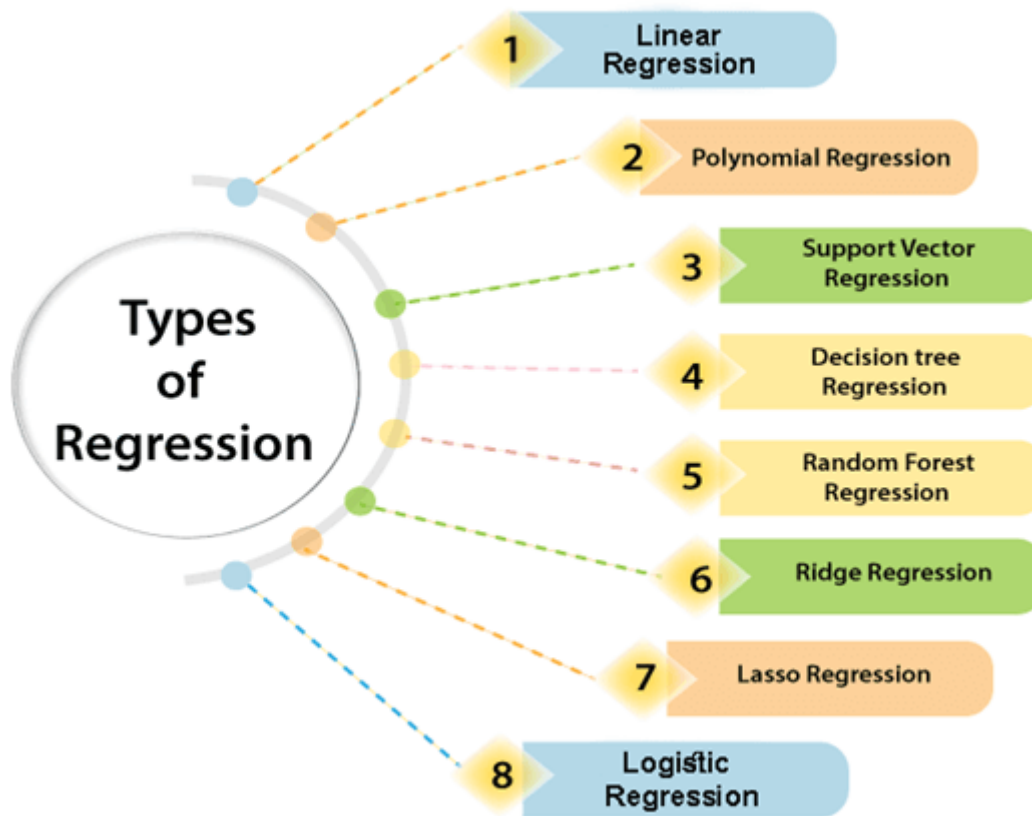 Types
of
Regression
1
Linear
Regression
2
Polynomial Regression
3
Support Vector
Regression
4
Decision tree
Regression
5
Random Forest
Regression
6
Ridge Regression
7
Lasso Regression
8
Logistic
Regression